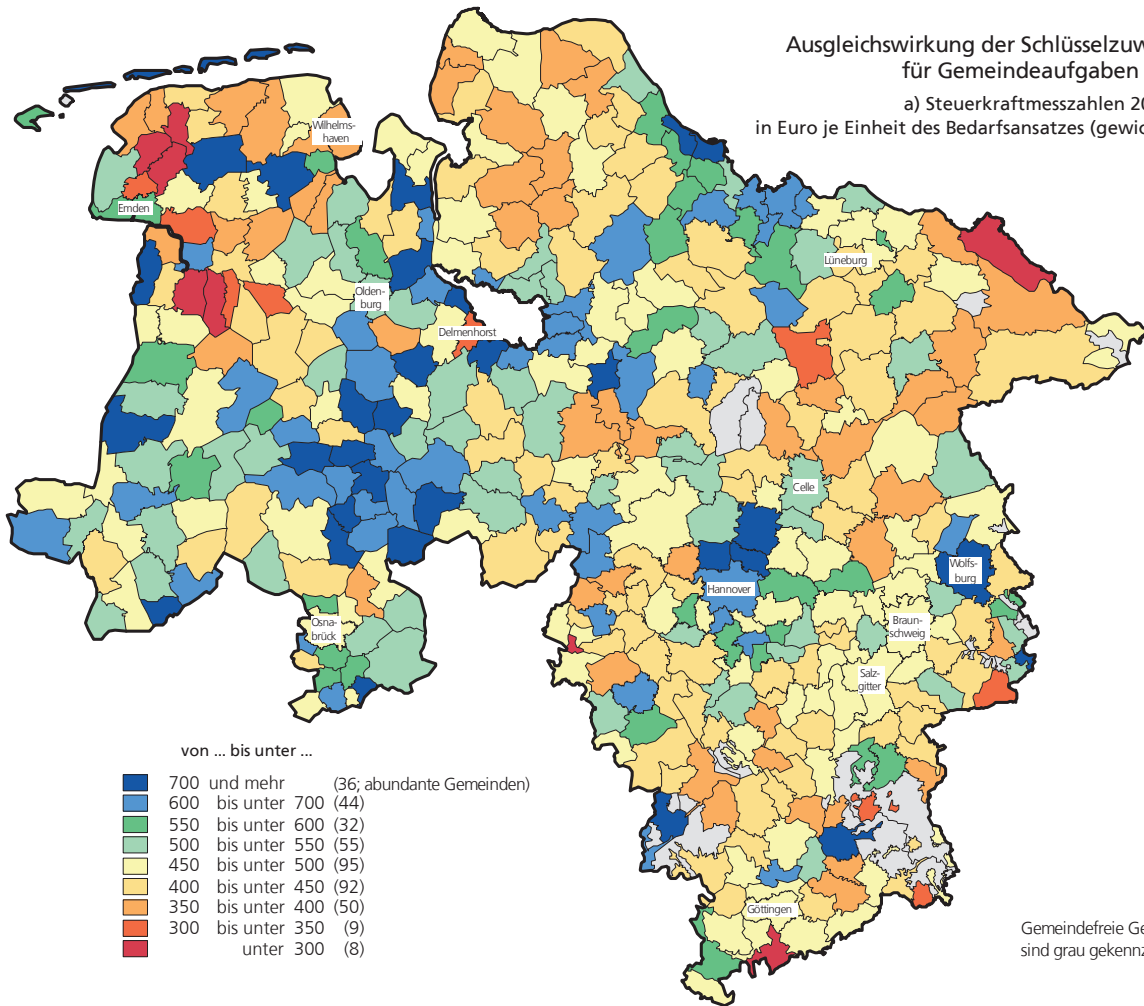 Ausgleichswirkung der Schlüsselzuw
für Gemeindeaufgaben
a) Steuerkraftmesszahlen 20
in Euro je Einheit des Bedarfsansatzes (gewic
Wilhelms-
haven
Emden
Lüneburg
Olden-
burg
Delmenhorst
Celle
Wolfs-
burg
Hannover
Braun-
schweig
Osna-
brück
Salz-
gitter
Göttingen
von ... bis unter ...
700 und mehr (36; abundante Gemeinden)
600 bis unter 700 (44)
550 bis unter 600 (32)
500 bis unter 550 (55)
450 bis unter 500 (95)
400 bis unter 450 (92)
350 bis unter 400 (50)
300 bis unter 350 (9)
unter 300 (8)
Gemeindefreie Ge
sind grau gekennz